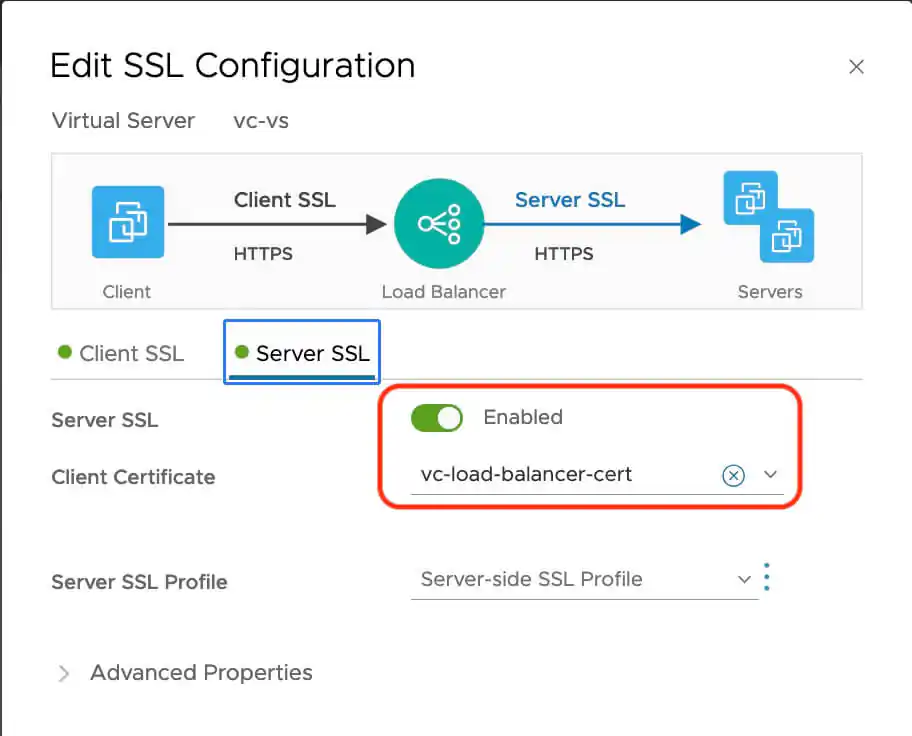 Edit SSL Configuration
Virtual Server vc-vs
Client SSL Server SSL
HTTPS HTTPS
Client Load Balancer Servers
Client SSL Server SSL
Server SSL Enabled
Client Certificate vc-load-balancer-cert
Server SSL Profile Server-side SSL Profile
Advanced Properties